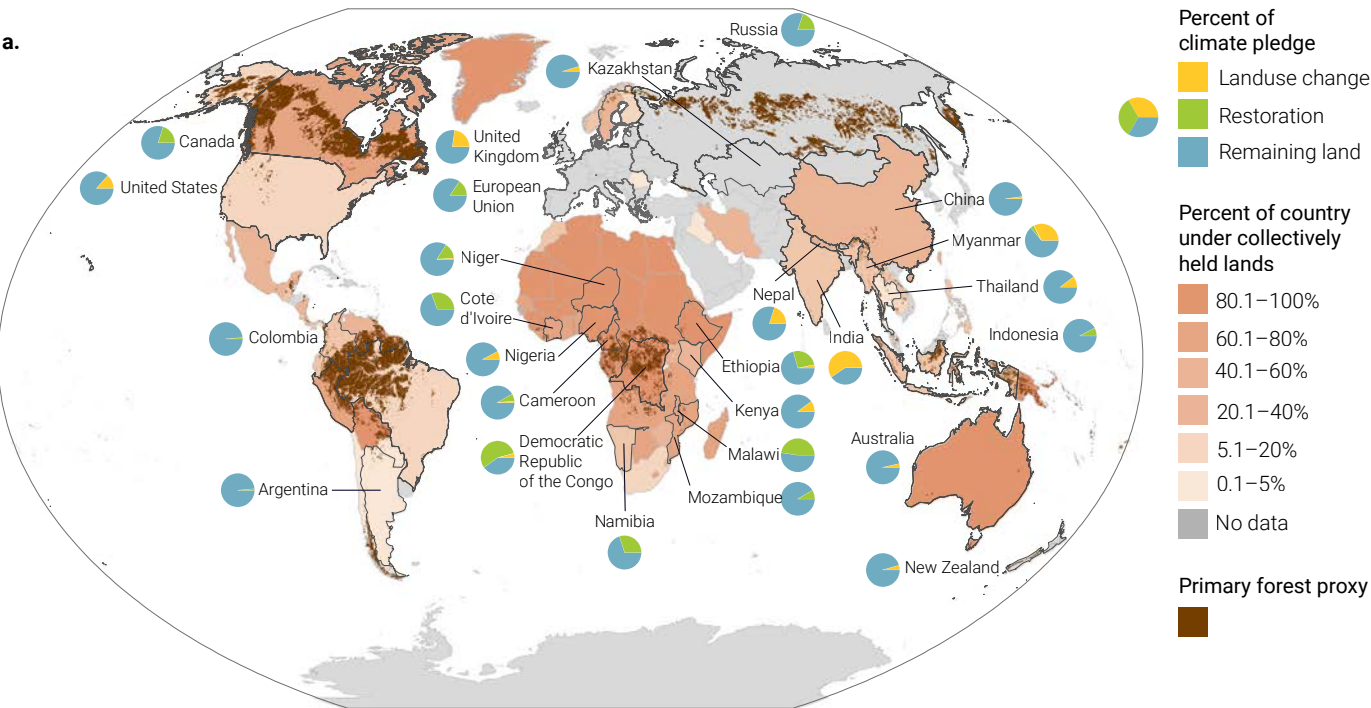 a.
Russia
Kazakhstan
Canada
United
Kingdom
United States
European
Union
China
Myanmar
Niger
Thailand
Nepal
Cote
d'Ivoire
Indonesia
Colombia
India
Nigeria
Ethiopia
Cameroon
Kenya
Democratic
Republic
of the Congo
Malawi
Australia
Argentina
Mozambique
Namibia
New Zealand
Percent of
climate pledge
Landuse change
Restoration
Remaining land
Percent of country
under collectively
held lands
80.1–100%
60.1–80%
40.1–60%
20.1–40%
5.1–20%
0.1–5%
No data
Primary forest proxy